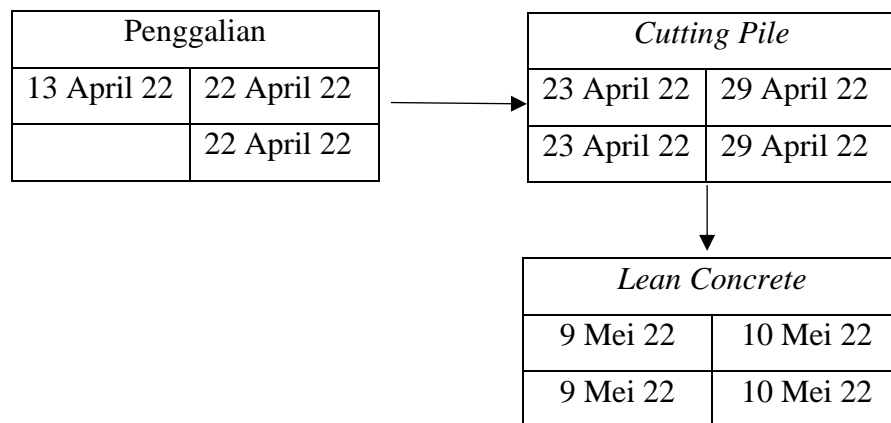 Penggalian
13 April 22 22 April 22
22 April 22
Cutting Pile
23 April 22 29 April 22
23 April 22 29 April 22
Lean Concrete
9 Mei 22 10 Mei 22
9 Mei 22 10 Mei 22